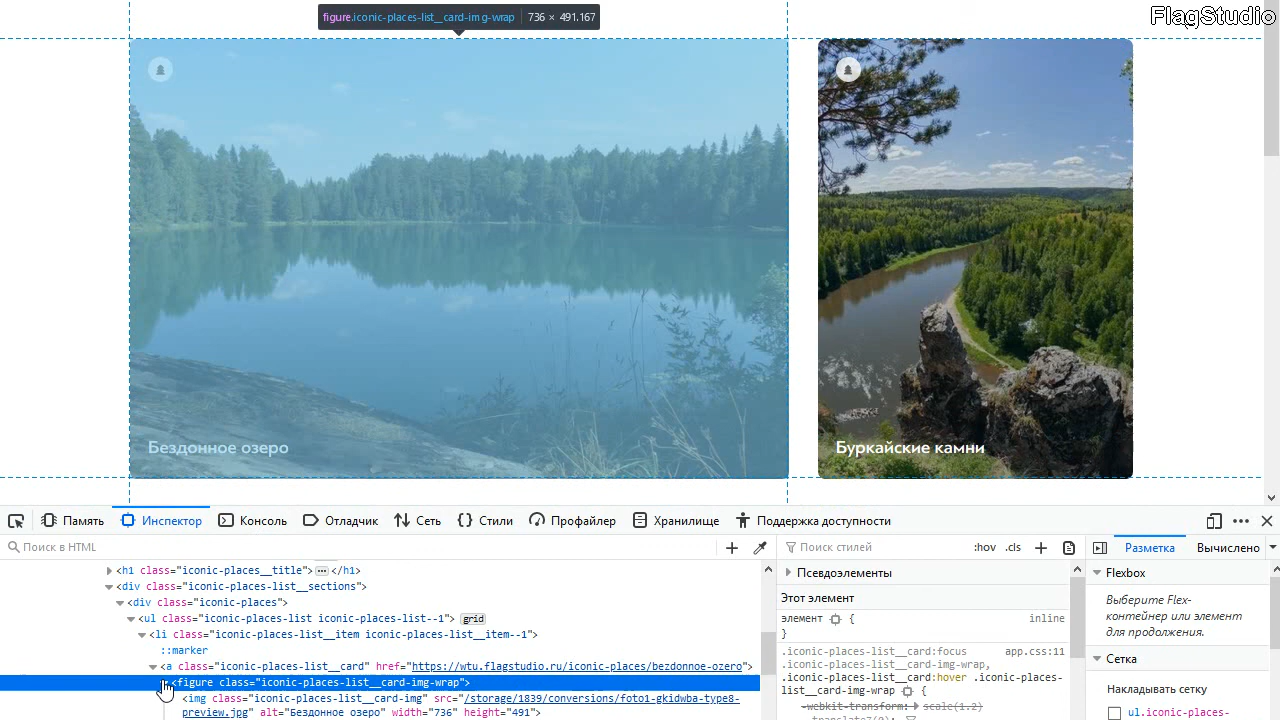 figure.iconic-places-list__card-img-wrap 736 × 491.167
FlagStudio
Бездонное озеро
Буркайские камни
Память Инспектор Консоль Отладчик Сеть Стили Профайлер Хранилище Поддержка доступности
Поиск в HTML
Поиск стилей :hov .cls
Разметка Вычислено
<h1 class="iconic-places__title"> ••• </h1>
<div class="iconic-places-list__sections">
<div class="iconic-places">
<ul class="iconic-places-list iconic-places-list--1"> grid
<li class="iconic-places-list__item iconic-places-list__item--1">
::marker
<a class="iconic-places-list__card" href="https://wtu.flagstudio.ru/iconic-places/bezdonnoe-ozero">
<figure class="iconic-places-list__card-img-wrap">
<img class="iconic-places-list__card-img" src="/storage/1839/conversions/foto1-gkidwba-type8-
preview.jpg" alt="Бездонное озеро" width="736" height="491">
Псевдоэлементы
Этот элемент
элемент { inline
}
.iconic-places-list__card:focus app.css:11
.iconic-places-list__card-img-wrap,
.iconic-places-list__card:hover .iconic-places-
list__card-img-wrap {
-webkit-transform: scale(1.2)
translateZ(0);
Flexbox
Выберите Flex-
контейнер или элемент
для продолжения.
Сетка
Накладывать сетку
ul.iconic-places-